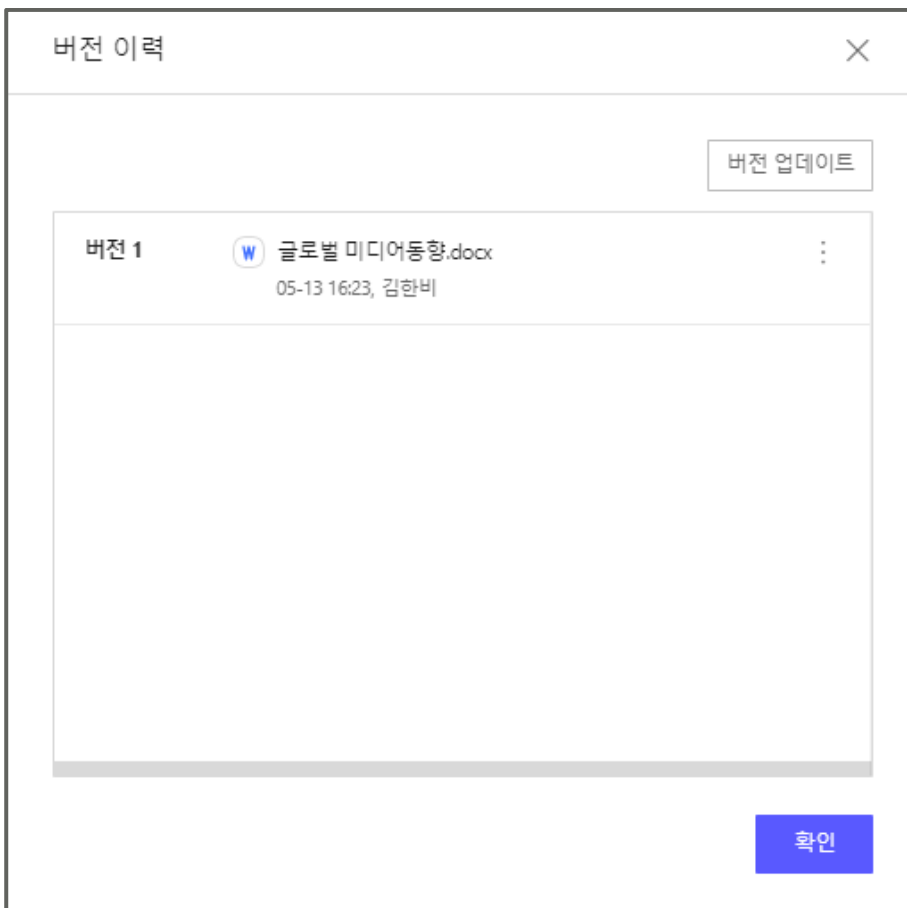 버전 이력
버전 업데이트
버전 1
W 글로벌 미디어동향.docx
05-13 16:23, 김한비
확인